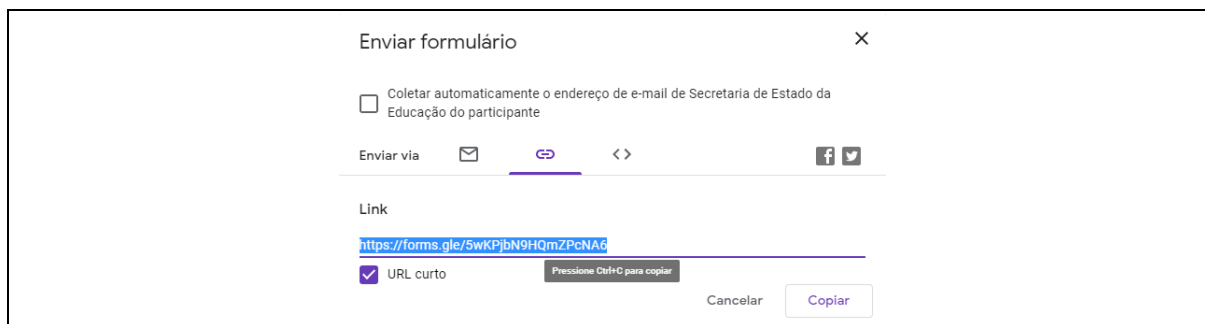 Enviar formulário
Coletar automaticamente o endereço de e-mail de Secretaria de Estado da
Educação do participante
Enviar via
Link
https://forms.gle/5wKPjbN9HQmZPcNA6
URL curto
Pressione Ctrl+C para copiar
Cancelar Copiar